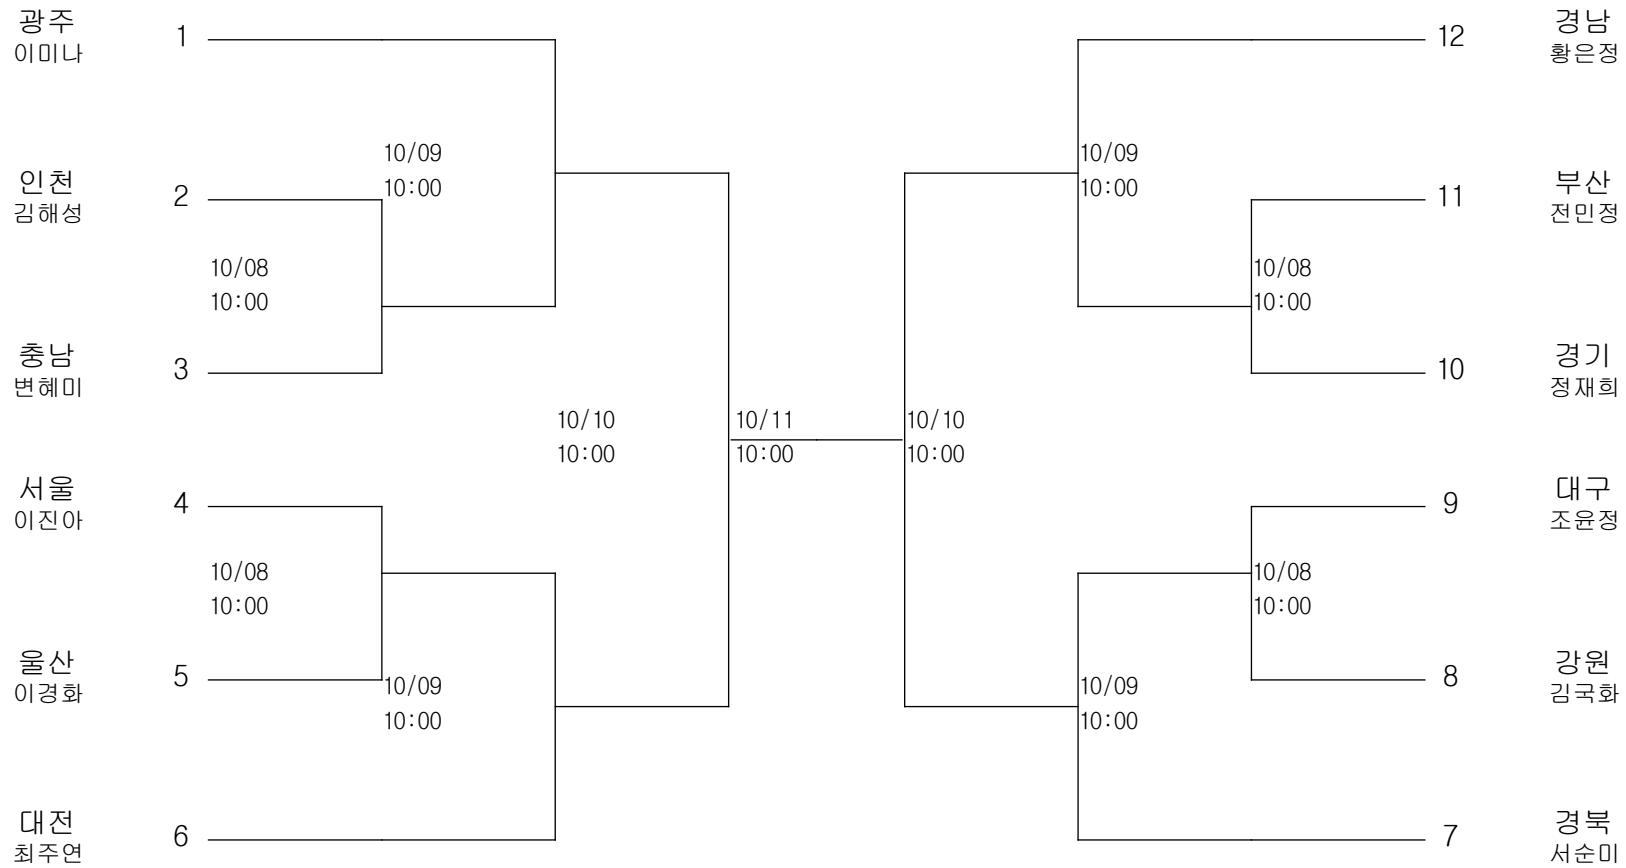 광주
이미나
1
12
경남
황은정
10/09
10:00
10/09
10:00
인천
김해성
2
11
부산
전민정
10/08
10:00
10/08
10:00
충남
변혜미
3
10
경기
정재희
10/10
10:00
10/11
10:00
10/10
10:00
서울
이진아
4
9
대구
조윤정
10/08
10:00
10/08
10:00
울산
이경화
5
8
강원
김국화
10/09
10:00
10/09
10:00
대전
최주연
6
7
경북
서순미